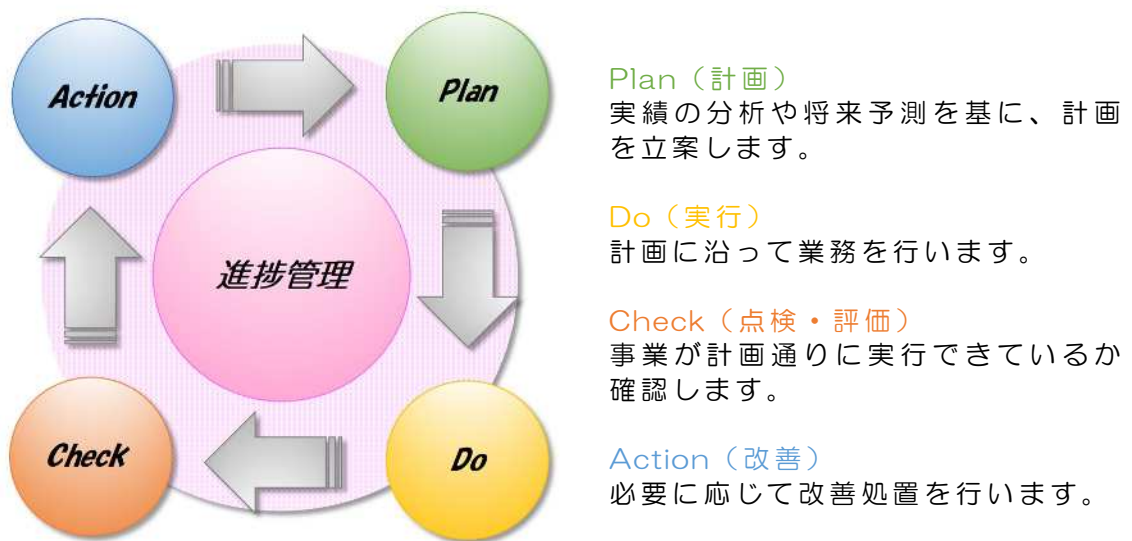 Action
Plan
進捗管理
Check
Do
Plan（計画）
実績の分析や将来予測を基に、計画
を立案します。
Do（実行）
計画に沿って業務を行います。
Check（点検・評価）
事業が計画通りに実行できているか
確認します。
Action（改善）
必要に応じて改善処置を行います。